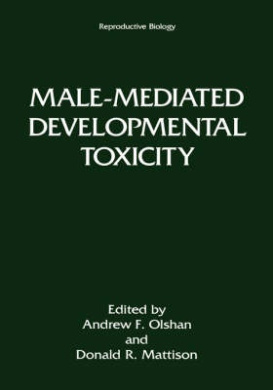 Reproductive Biology
MALE-MEDIATED
DEVELOPMENTAL
TOXICITY
Edited by
Andrew F. Olshan
and
Donald R. Mattison